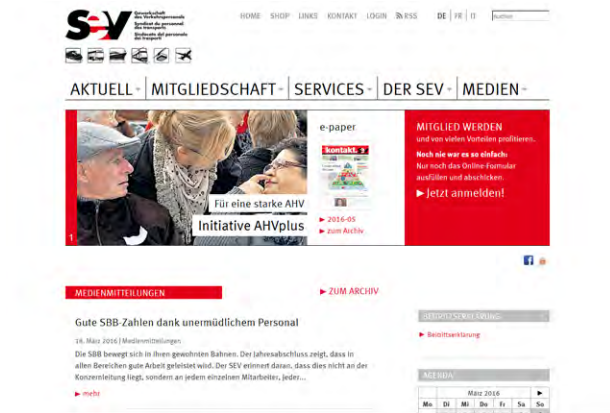 SEV
Gewerkschaft
des Verkehrspersonals
Syndicat du personnel
des transports
Sindacato del personale
dei trasporti
HOME SHOP LINKS KONTAKT LOGIN RSS DE FR IT Suchen
AKTUELL MITGLIEDSCHAFT SERVICES DER SEV MEDIEN
Für eine starke AHV
Initiative AHVplus
1
e-paper
kontakt.
2016-05
zum Archiv
MITGLIED WERDEN
und von vielen Vorteilen profitieren.
Noch nie war es so einfach:
Nur noch das Online-Formular
ausfüllen und abschicken.
Jetzt anmelden!
MEDIENMITTEILUNGEN
ZUM ARCHIV
Gute SBB-Zahlen dank unermüdlichem Personal
18. März 2016 | Medienmitteilungen
Die SBB bewegt sich in ihren gewohnten Bahnen. Der Jahresabschluss zeigt, dass in
allen Bereichen gute Arbeit geleistet wird. Der SEV erinnert daran, dass dies nicht an der
Konzernleitung liegt, sondern an jedem einzelnen Mitarbeiter, jeder...
mehr
BEITRITTSERKLÄRUNG
Beitrittserklärung
AGENDA
März 2016
Mo Di Mi Do Fr Sa So